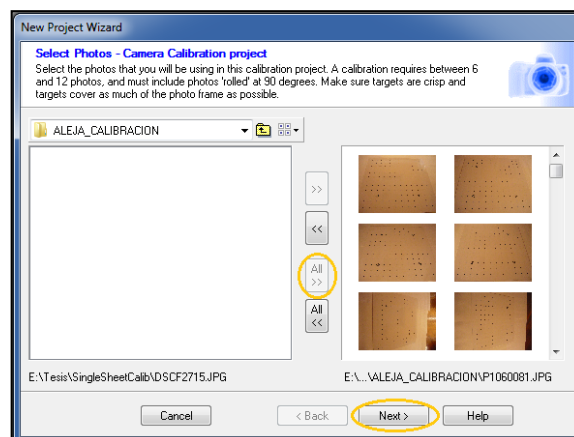 New Project Wizard
Select Photos - Camera Calibration project
Select the photos that you will be using in this calibration project. A calibration requires between 6
and 12 photos, and must include photos 'rolled' at 90 degrees. Make sure targets are crisp and
targets cover as much of the photo frame as possible.
ALEJA_CALIBRACION
>>
<<
All
>>
All
<<
E:\Tesis\SingleSheetCalib\DSCF2715.JPG
E:\...\ALEJA_CALIBRACION\P1060081.JPG
Cancel
< Back
Next >
Help